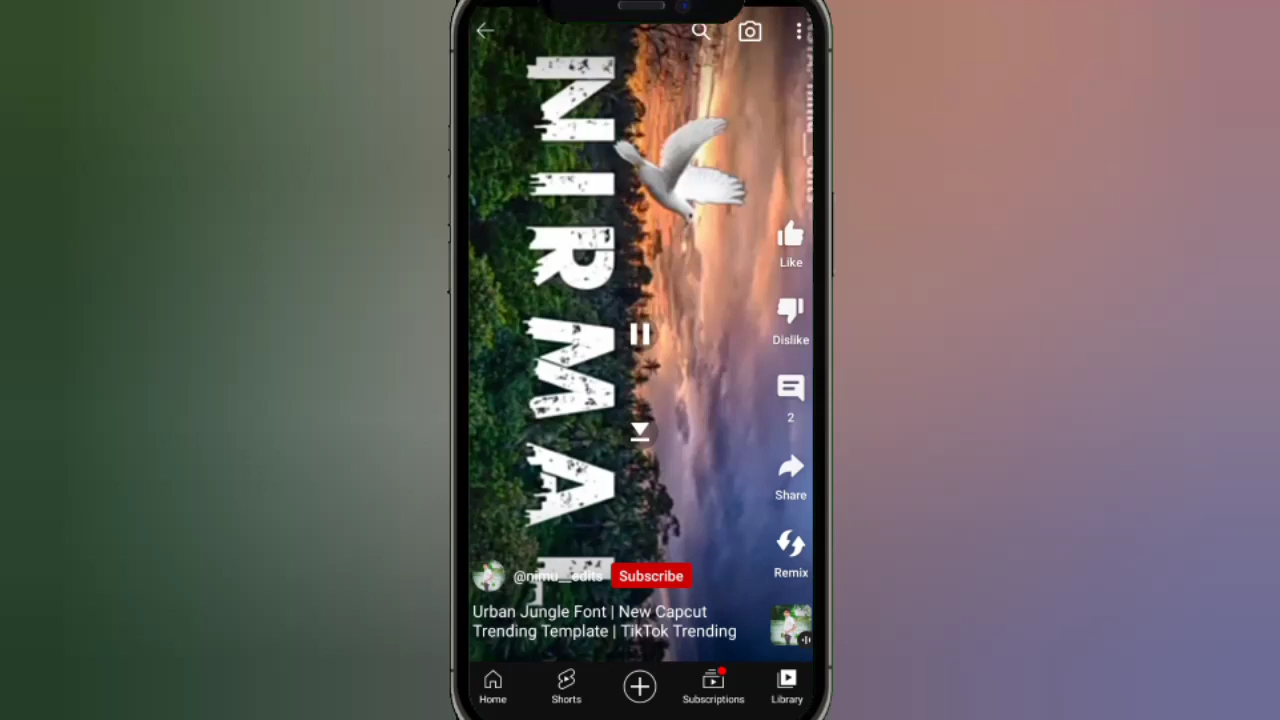 NIRMAL
Like
Dislike
2
Share
Remix
@nimu__edits
Subscribe
Urban Jungle Font | New Capcut
Trending Template | TikTok Trending
Home
Shorts
Subscriptions
Library